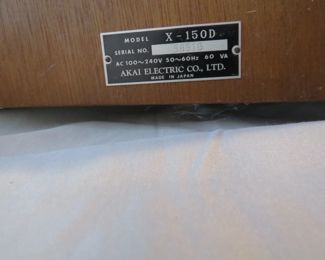 MODEL X-150D
SERIAL NO.
AC 100~240V 50~60Hz 60 VA
AKAI ELECTRIC CO., LTD.
MADE IN JAPAN